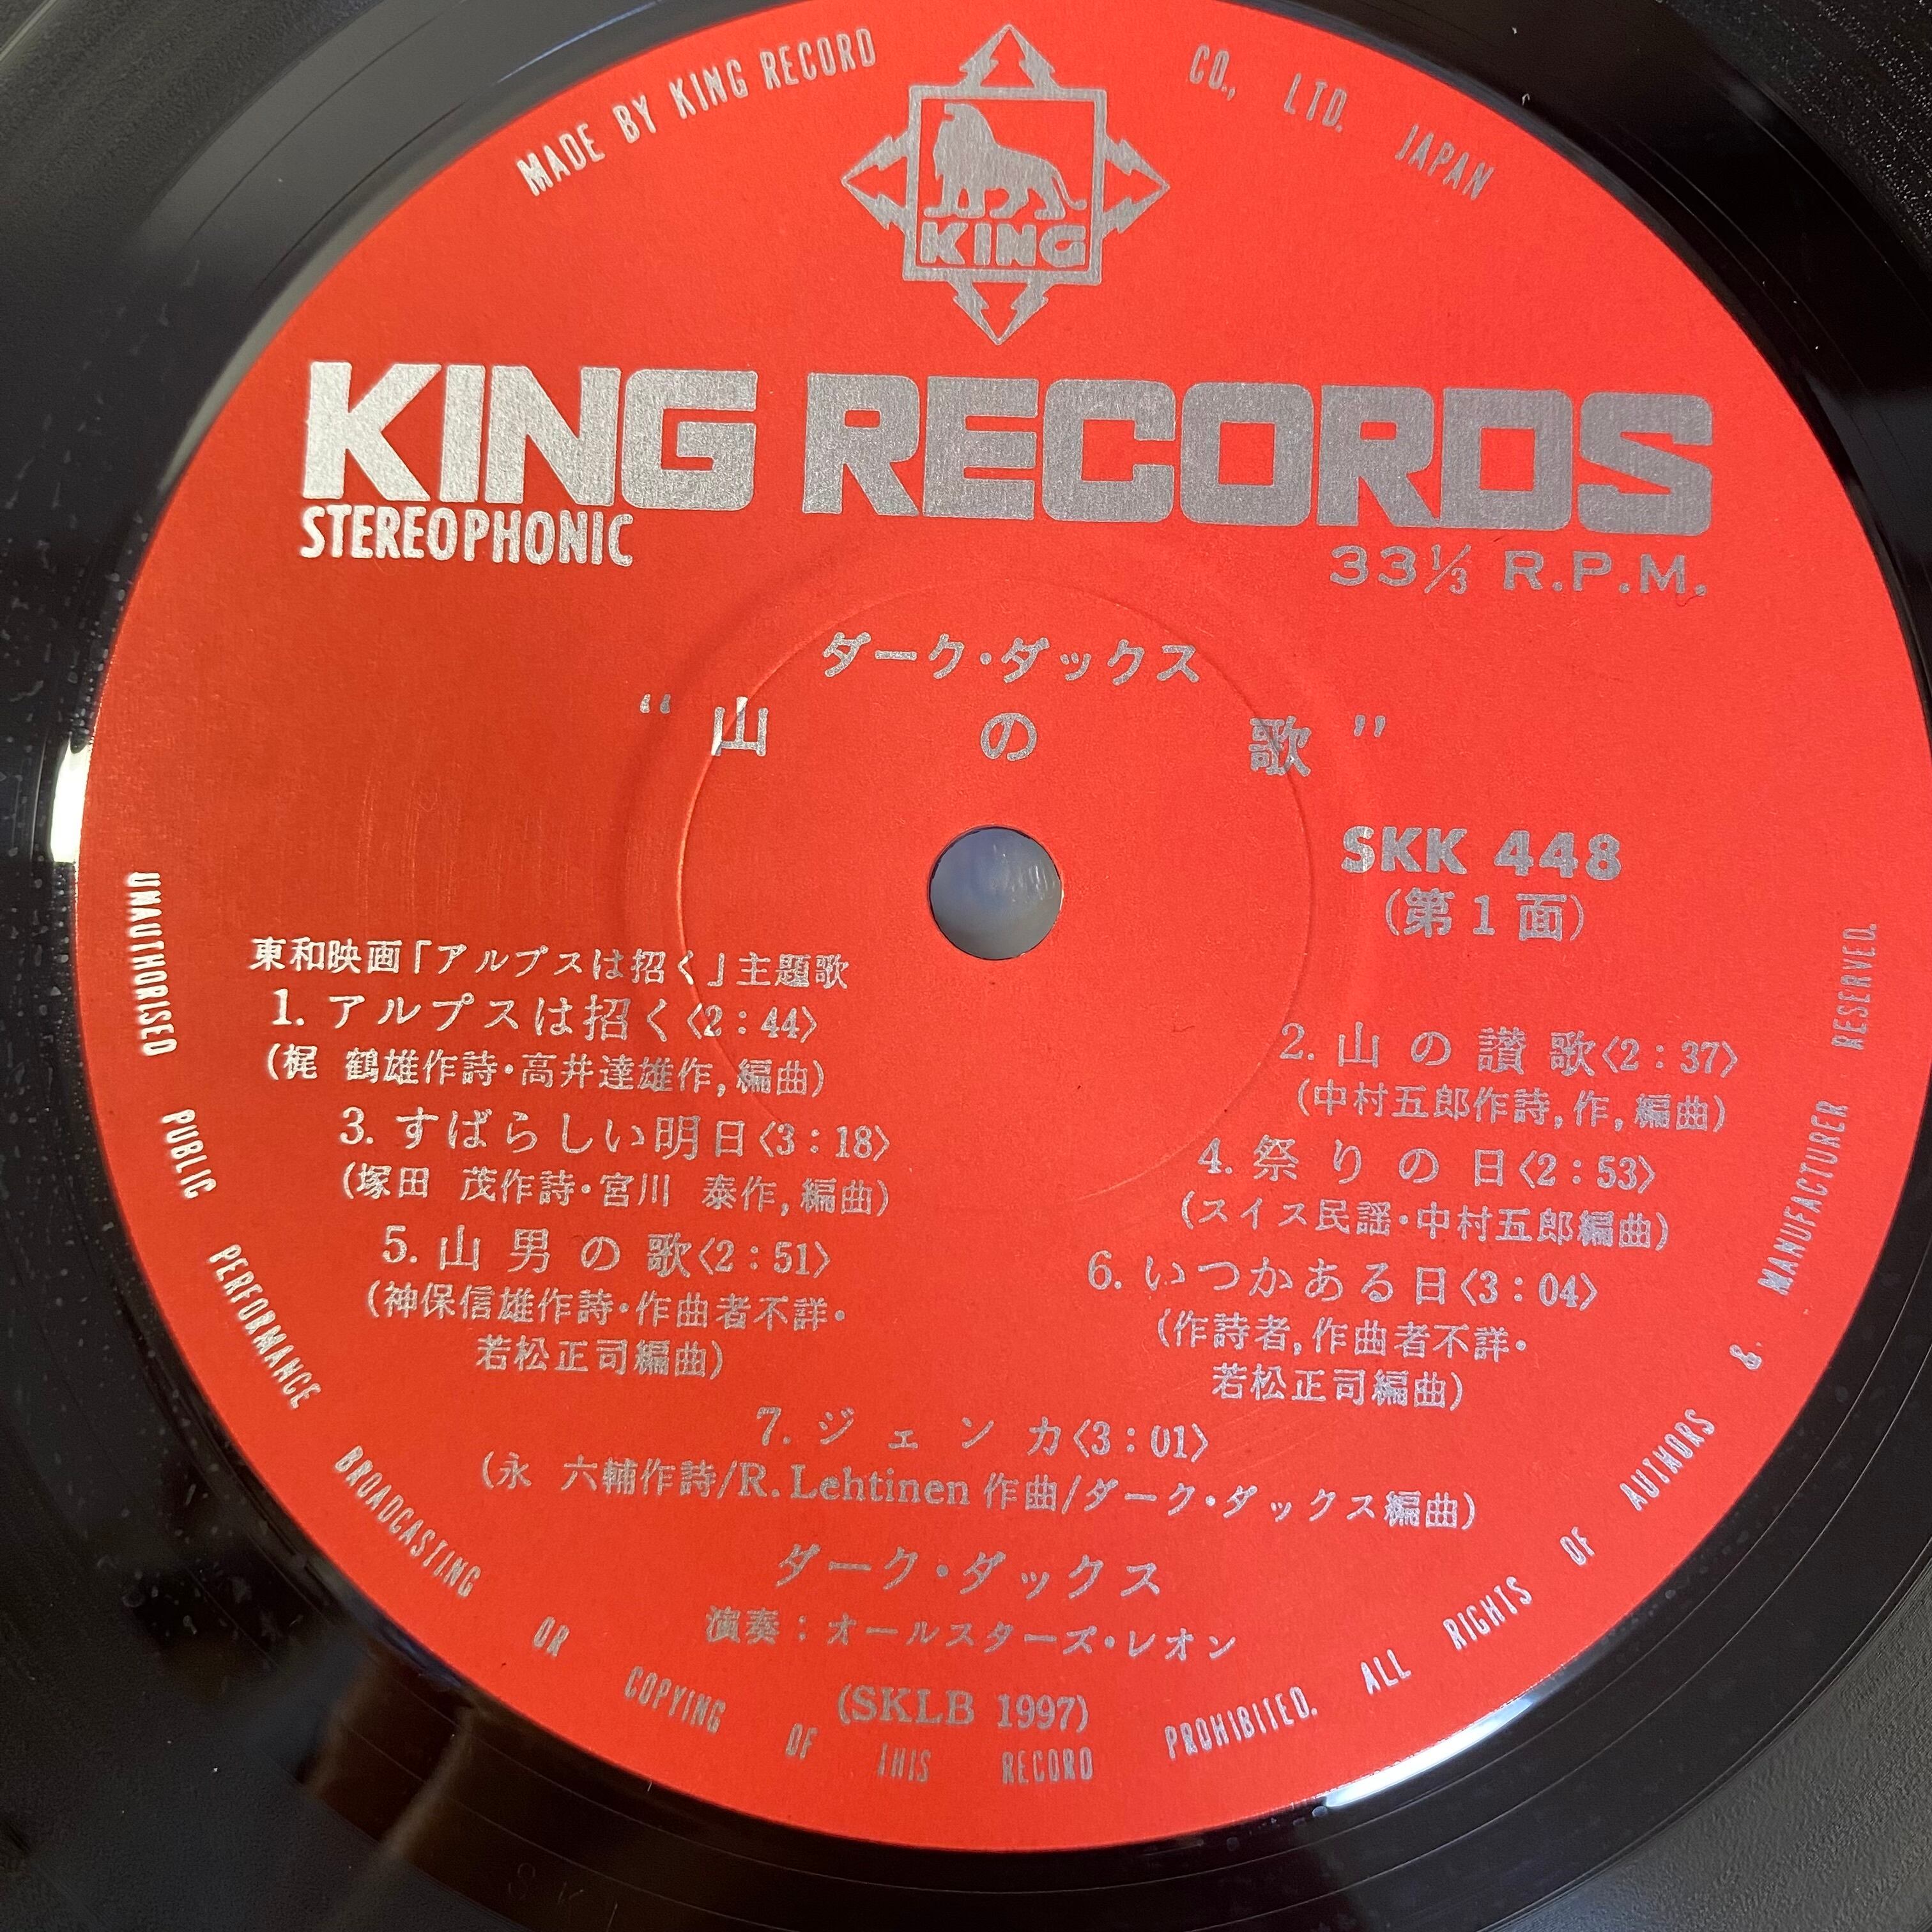 MADE BY KING RECORD CO., LTD. JAPAN
KING
KING RECORDS
STEREOPHONIC
33⅓ R.P.M.
ダーク・ダックス
“山の歌”
SKK 448
(第1面)
東和映画「アルプスは招く」主題歌
1. アルプスは招く〈2:44〉
(梶 鶴雄作詩・高井達雄作,編曲)
2. 山の讃歌〈2:37〉
(中村五郎作詩,作,編曲)
3. すばらしい明日〈3:18〉
(塚田 茂作詩・宮川 泰作,編曲)
4. 祭りの日〈2:53〉
(スイス民謡・中村五郎編曲)
5. 山男の歌〈2:51〉
(神保信雄作詩・作曲者不詳・
若松正司編曲)
6. いつかある日〈3:04〉
(作詩者,作曲者不詳・
若松正司編曲)
7. ジェンカ〈3:01〉
(永 六輔作詩/R.Lehtinen作曲/ダーク・ダックス編曲)
ダーク・ダックス
演奏:オールスターズ・レオン
(SKLB 1997)
UNAUTHORISED PUBLIC PERFORMANCE BROADCASTING OR COPYING OF THIS RECORD PROHIBITED. ALL RIGHTS OF AUTHORS & MANUFACTURER RESERVED.